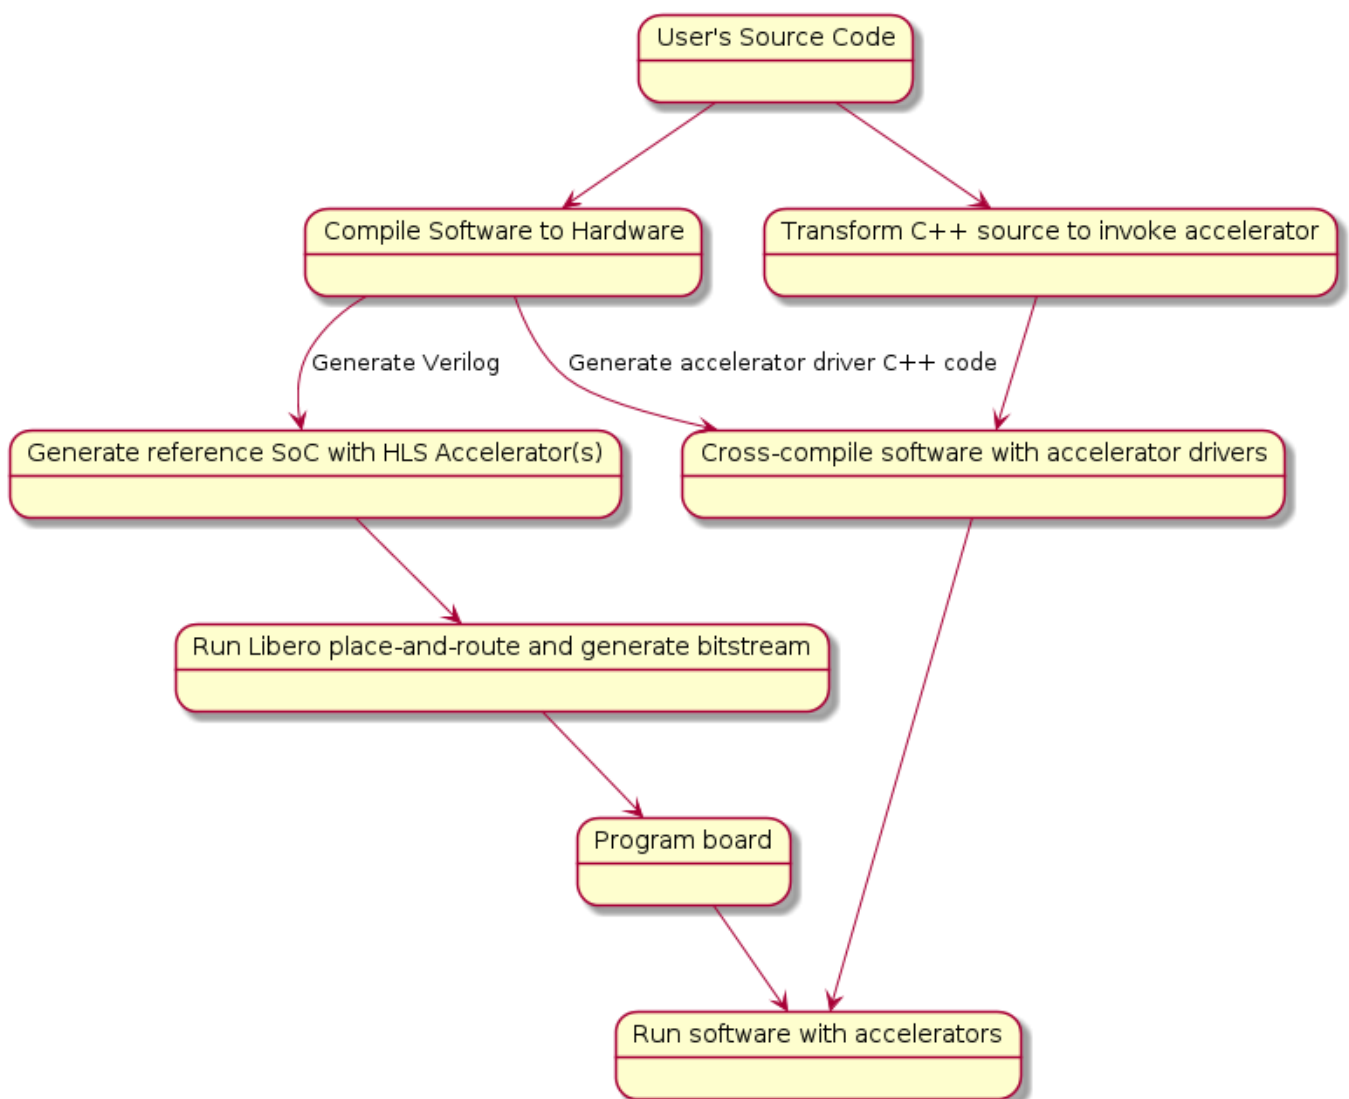 User's Source Code
Compile Software to Hardware
Transform C++ source to invoke accelerator
Generate Verilog
Generate accelerator driver C++ code
Generate reference SoC with HLS Accelerator(s)
Cross-compile software with accelerator drivers
Run Libero place-and-route and generate bitstream
Program board
Run software with accelerators